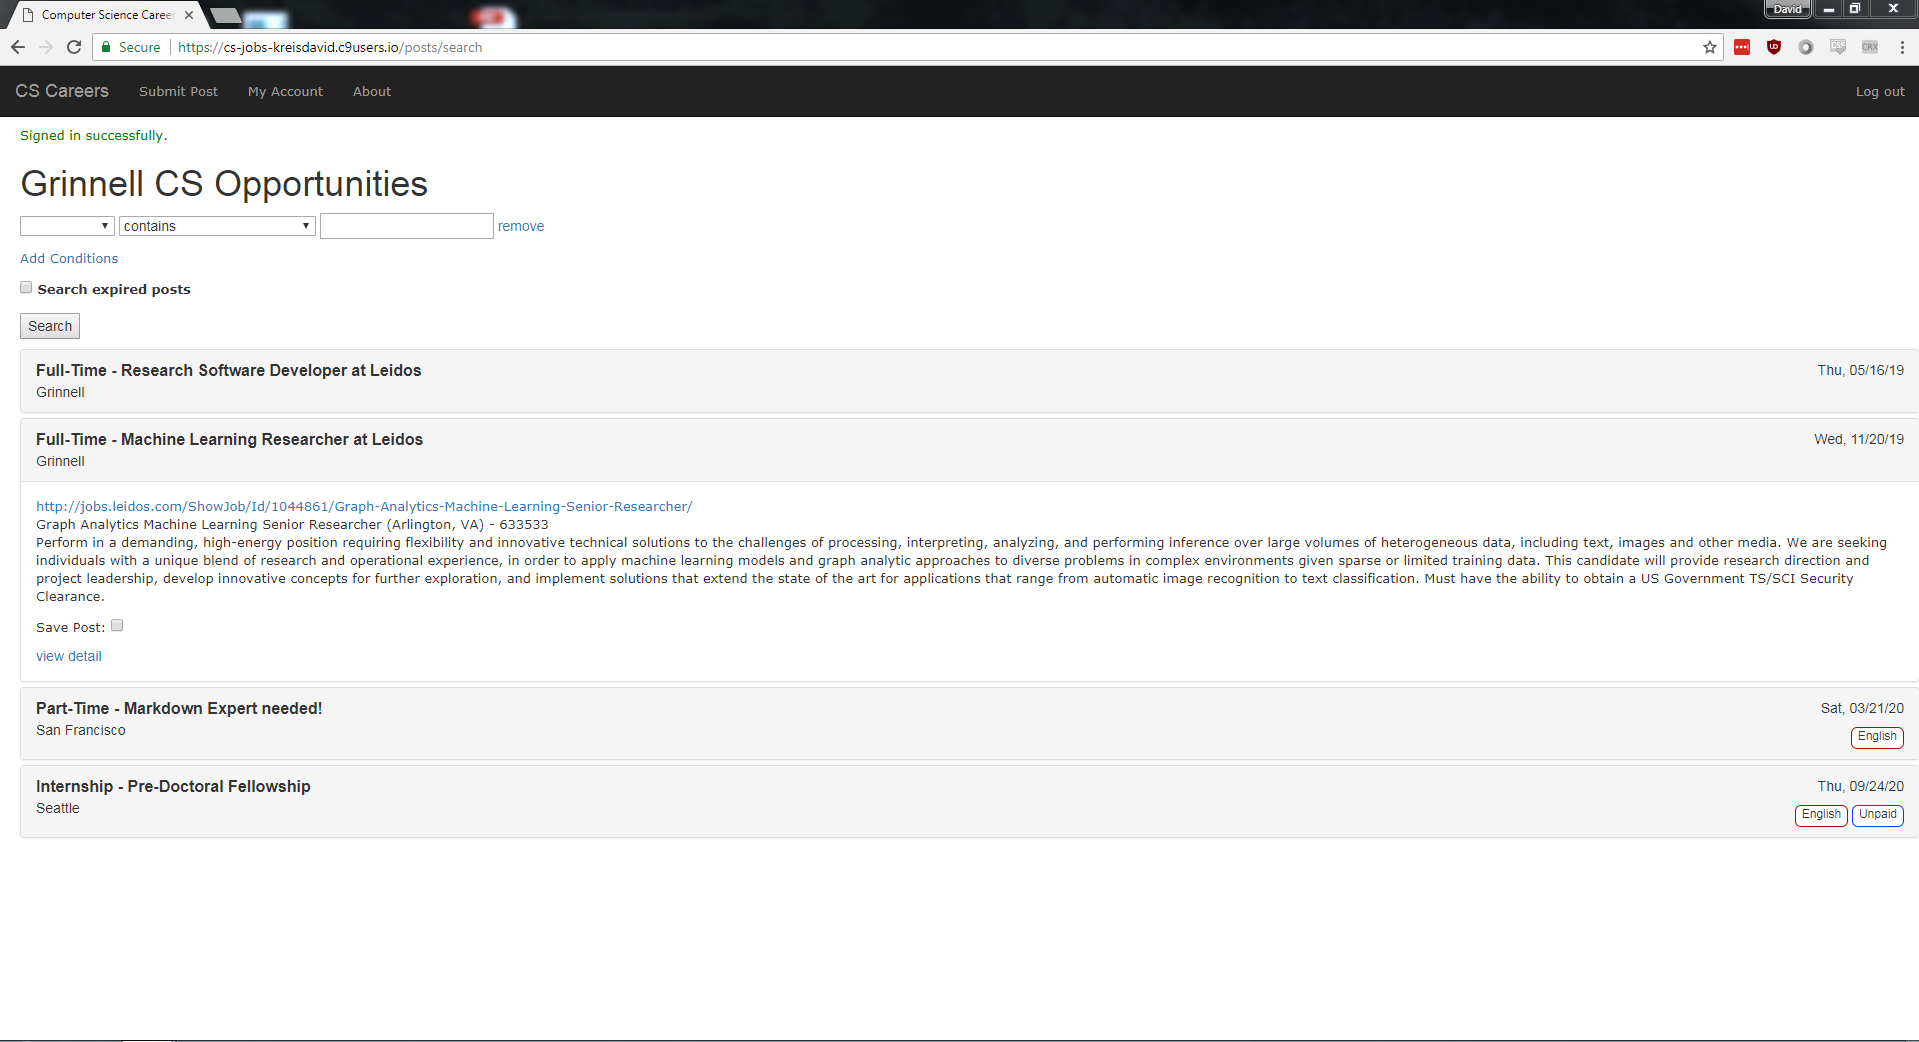 Computer Science Career
David
Secure https://cs-jobs-kreisdavid.c9users.io/posts/search
CS Careers Submit Post My Account About Log out
Signed in successfully.
Grinnell CS Opportunities
contains remove
Add Conditions
Search expired posts
Search
Full-Time - Research Software Developer at Leidos Thu, 05/16/19
Grinnell
Full-Time - Machine Learning Researcher at Leidos Wed, 11/20/19
Grinnell
http://jobs.leidos.com/ShowJob/Id/1044861/Graph-Analytics-Machine-Learning-Senior-Researcher/
Graph Analytics Machine Learning Senior Researcher (Arlington, VA) - 633533
Perform in a demanding, high-energy position requiring flexibility and innovative technical solutions to the challenges of processing, interpreting, analyzing, and performing inference over large volumes of heterogeneous data, including text, images and other media. We are seeking
individuals with a unique blend of research and operational experience, in order to apply machine learning models and graph analytic approaches to diverse problems in complex environments given sparse or limited training data. This candidate will provide research direction and
project leadership, develop innovative concepts for further exploration, and implement solutions that extend the state of the art for applications that range from automatic image recognition to text classification. Must have the ability to obtain a US Government TS/SCI Security
Clearance.
Save Post:
view detail
Part-Time - Markdown Expert needed! Sat, 03/21/20
San Francisco English
Internship - Pre-Doctoral Fellowship Thu, 09/24/20
Seattle English Unpaid